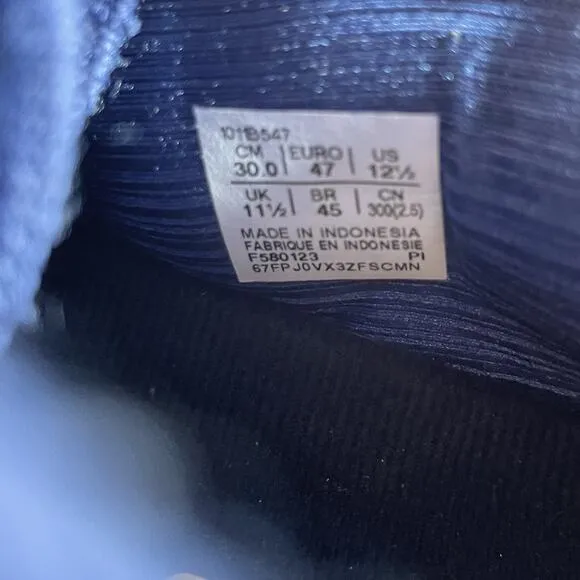 1011B547
CM | EURO | US
30.0 | 47 | 12½
UK | BR | CN
11½ | 45 | 300(2.5)
MADE IN INDONESIA
FABRIQUE EN INDONESIE
F580123 PI
67FPJ0VX3ZFSCMN